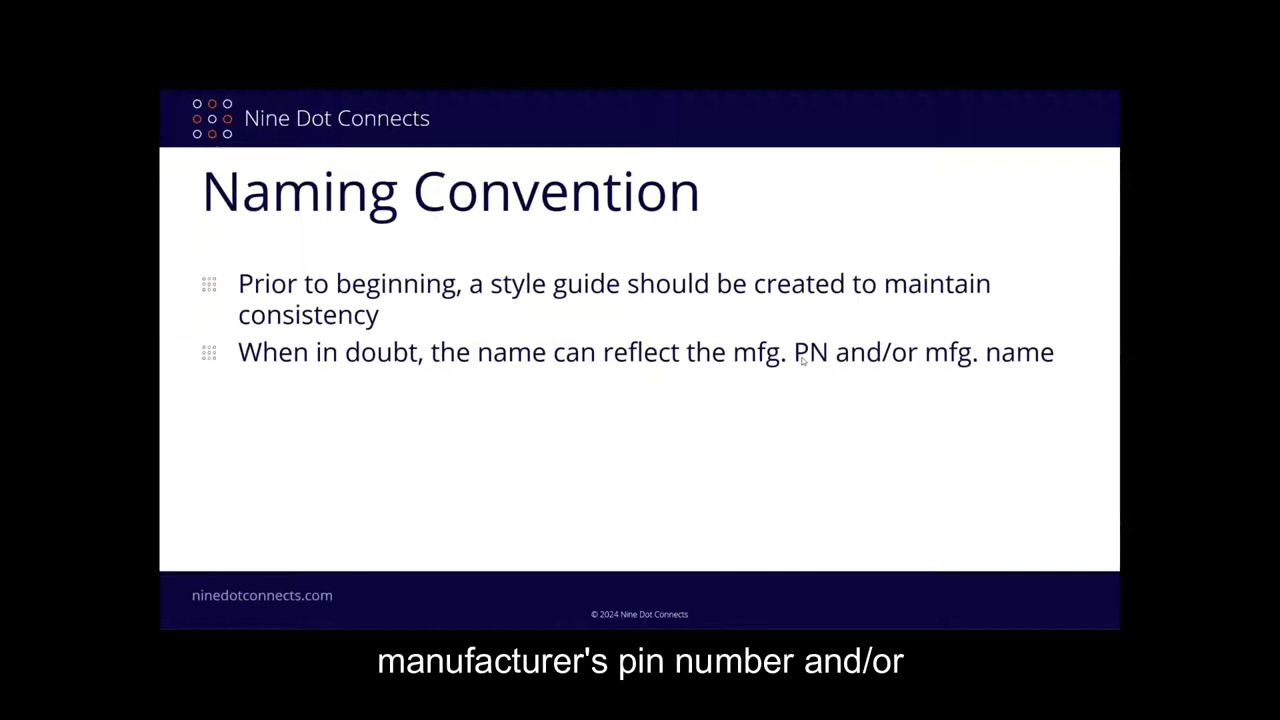 Nine Dot Connects
Naming Convention
Prior to beginning, a style guide should be created to maintain
consistency
When in doubt, the name can reflect the mfg. PN and/or mfg. name
ninedotconnects.com
© 2024 Nine Dot Connects
manufacturer's pin number and/or